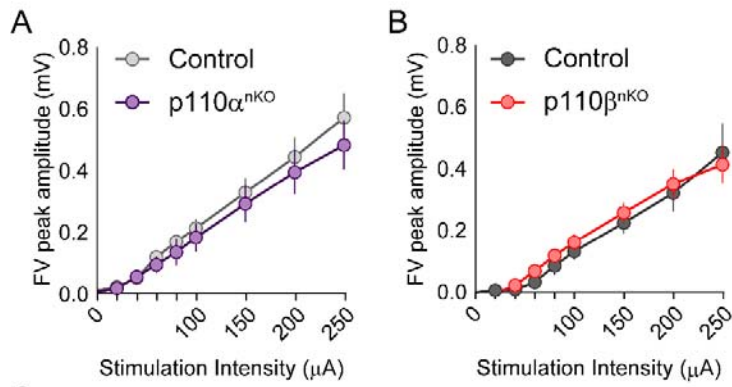 A
FV peak amplitude (mV)
0.8
0.6
0.4
0.2
0.0
Control
p110α^nKO
0
50
100
150
200
250
Stimulation Intensity (μA)
B
FV peak amplitude (mV)
0.8
0.6
0.4
0.2
0.0
Control
p110β^nKO
0
50
100
150
200
250
Stimulation Intensity (μA)